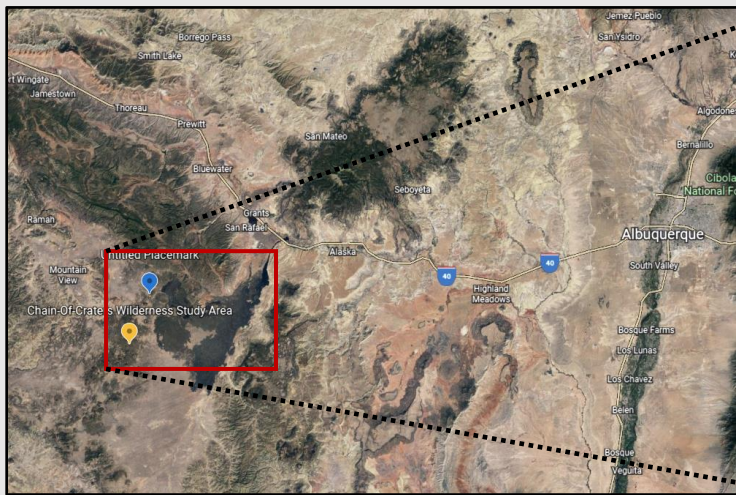 Jemez Pueblo
San Ysidro
Borrego Pass
Smith Lake
rt Wingate
Jamestown
Thoreau
Prewitt
Algodones
San Mateo
Bernalillo
Bluewater
Cibola
National Fo
Seboyeta
Ramah
Grants
San Rafael
Albuquerque
Alaska
Untitled Placemark
40
South Valley
Mountain
View
40
Highland
Meadows
Chain-Of-Craters Wilderness Study Area
Bosque Farms
Los Lunas
Los Chavez
Belen
Bosque
Veguita